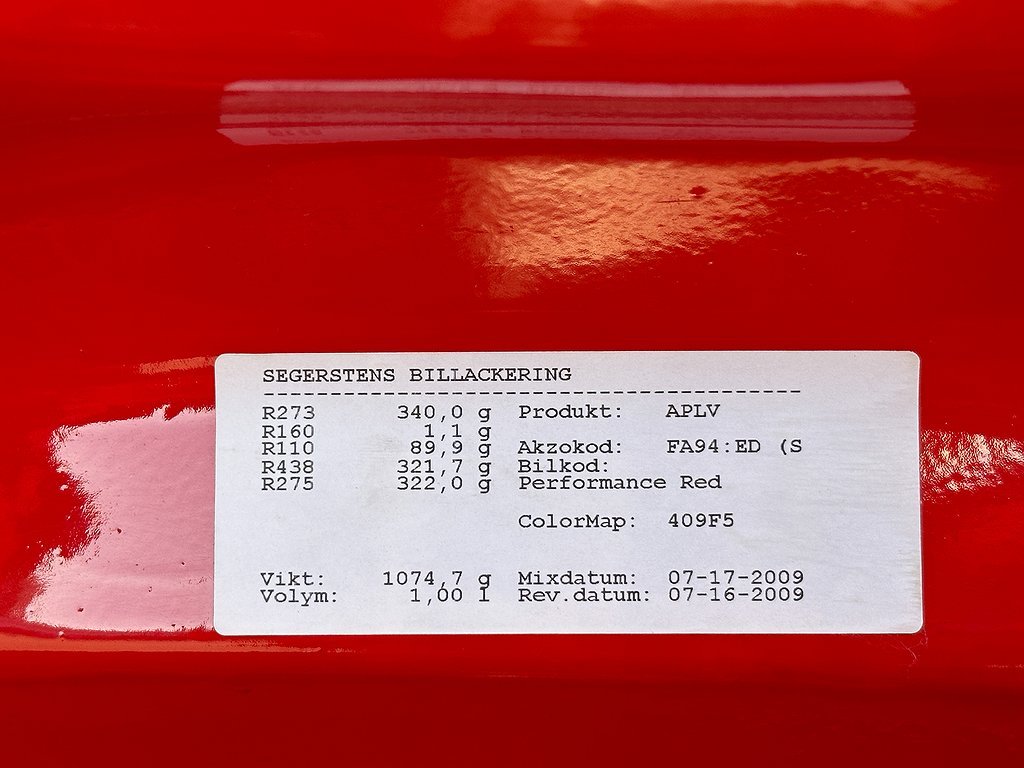 SEGERSTENS BILLACKERING
----------------------------------------
R273 340,0 g Produkt: APLV
R160 1,1 g
R110 89,9 g Akzokod: FA94:ED (S
R438 321,7 g Bilkod:
R275 322,0 g Performance Red
ColorMap: 409F5
Vikt: 1074,7 g Mixdatum: 07-17-2009
Volym: 1,00 l Rev.datum: 07-16-2009